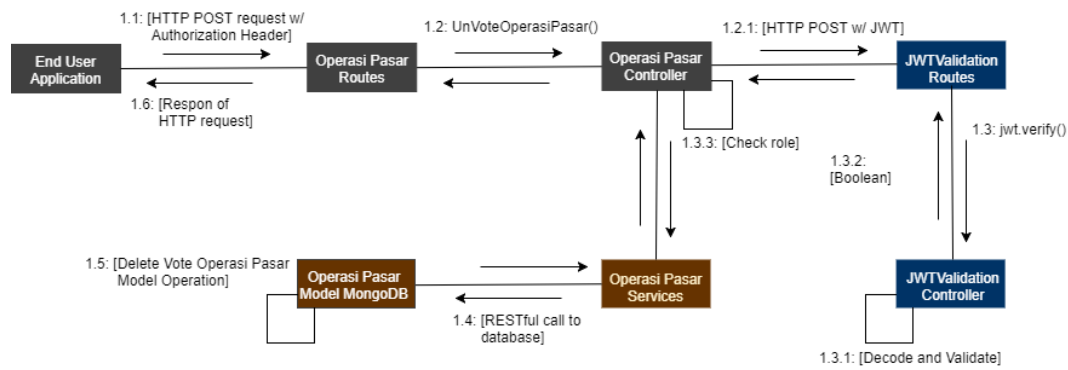 1.1: [HTTP POST request w/
Authorization Header]
1.2: UnVoteOperasiPasar()
1.2.1: [HTTP POST w/ JWT]
End User
Application
Operasi Pasar
Routes
Operasi Pasar
Controller
JWTValidation
Routes
1.6: [Respon of
HTTP request]
1.3: jwt.verify()
1.3.3: [Check role]
1.3.2:
[Boolean]
1.5: [Delete Vote Operasi Pasar
Model Operation]
Operasi Pasar
Model MongoDB
Operasi Pasar
Services
JWTValidation
Controller
1.4: [RESTful call to
database]
1.3.1: [Decode and Validate]